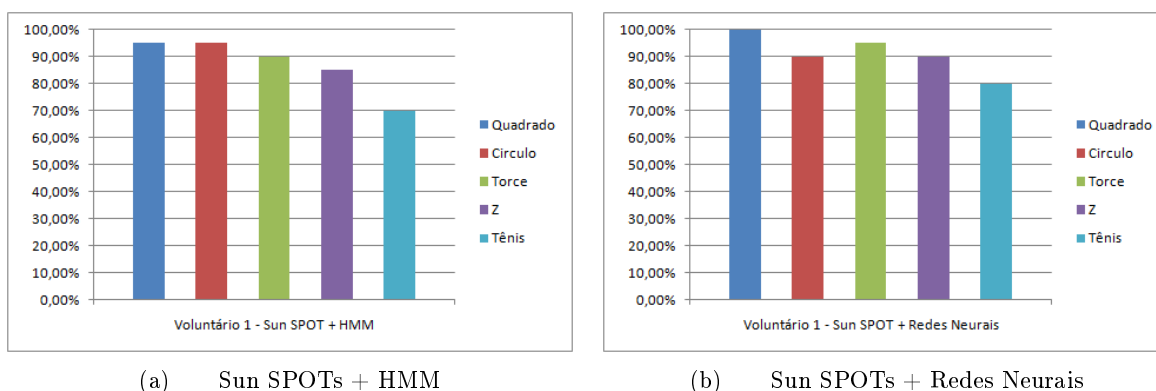 100,00%
90,00%
80,00%
70,00%
60,00%
50,00%
40,00%
30,00%
20,00%
10,00%
0,00%
Quadrado
Circulo
Torce
Z
Tênis
Voluntário 1 - Sun SPOT + HMM
(a) Sun SPOTs + HMM
100,00%
90,00%
80,00%
70,00%
60,00%
50,00%
40,00%
30,00%
20,00%
10,00%
0,00%
Quadrado
Circulo
Torce
Z
Tênis
Voluntário 1 - Sun SPOT + Redes Neurais
(b) Sun SPOTs + Redes Neurais